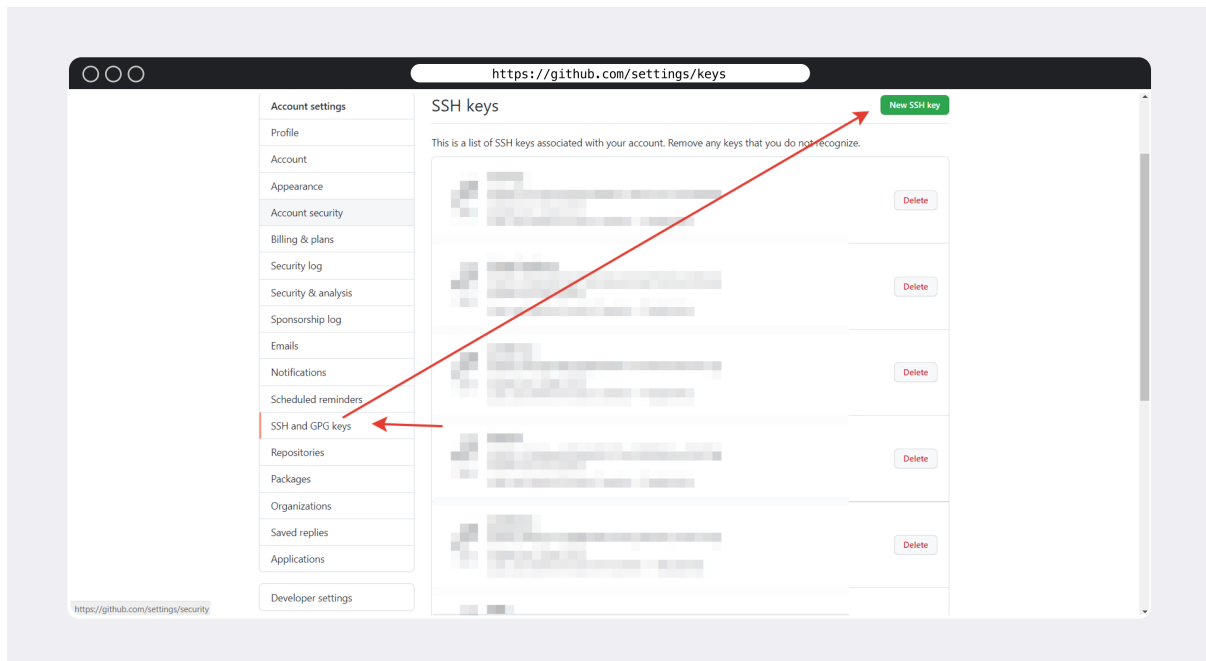 https://github.com/settings/keys
Account settings
Profile
Account
Appearance
Account security
Billing & plans
Security log
Security & analysis
Sponsorship log
Emails
Notifications
Scheduled reminders
SSH and GPG keys
Repositories
Packages
Organizations
Saved replies
Applications
Developer settings
SSH keys
New SSH key
This is a list of SSH keys associated with your account. Remove any keys that you do not recognize.
Delete
Delete
Delete
Delete
Delete
https://github.com/settings/security